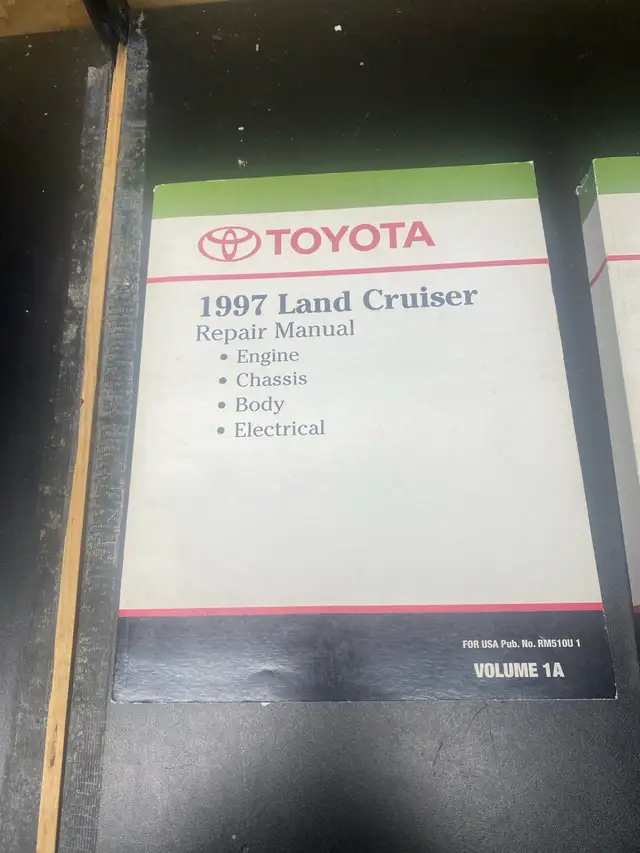 TOYOTA
1997 Land Cruiser
Repair Manual
• Engine
• Chassis
• Body
• Electrical
FOR USA Pub. No. RM510U 1
VOLUME 1A